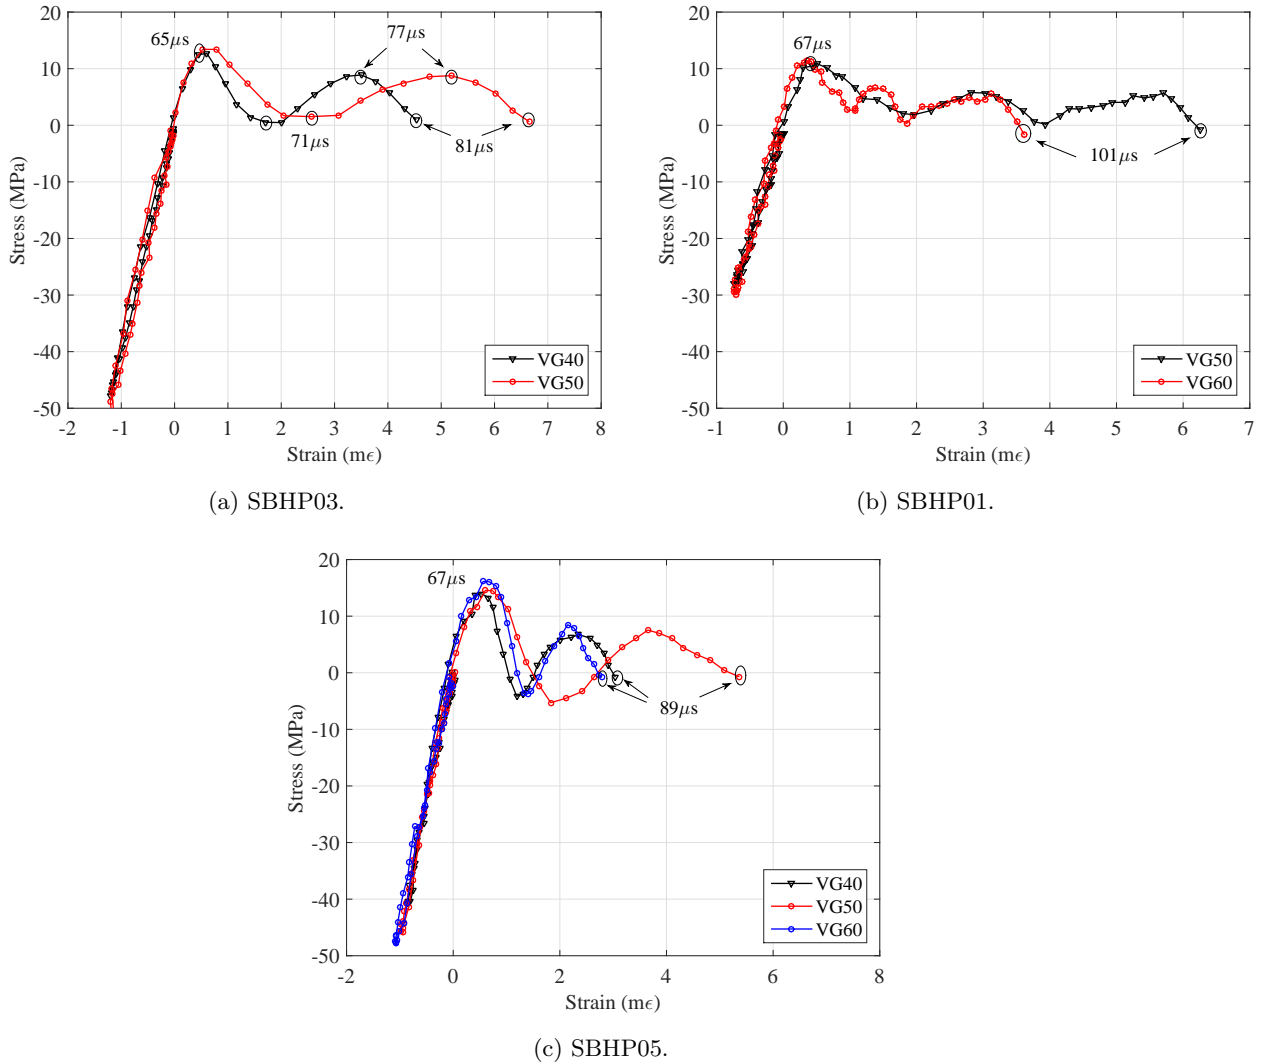 20
10
0
-10
-20
-30
-40
-50
Stress (MPa)
-2 -1 0 1 2 3 4 5 6 7 8
Strain (mϵ)
65μs
77μs
71μs
81μs
VG40
VG50
(a) SBHP03.
20
10
0
-10
-20
-30
-40
-50
Stress (MPa)
-1 0 1 2 3 4 5 6 7
Strain (mϵ)
67μs
101μs
VG50
VG60
(b) SBHP01.
20
10
0
-10
-20
-30
-40
-50
Stress (MPa)
-2 0 2 4 6 8
Strain (mϵ)
67μs
89μs
VG40
VG50
VG60
(c) SBHP05.